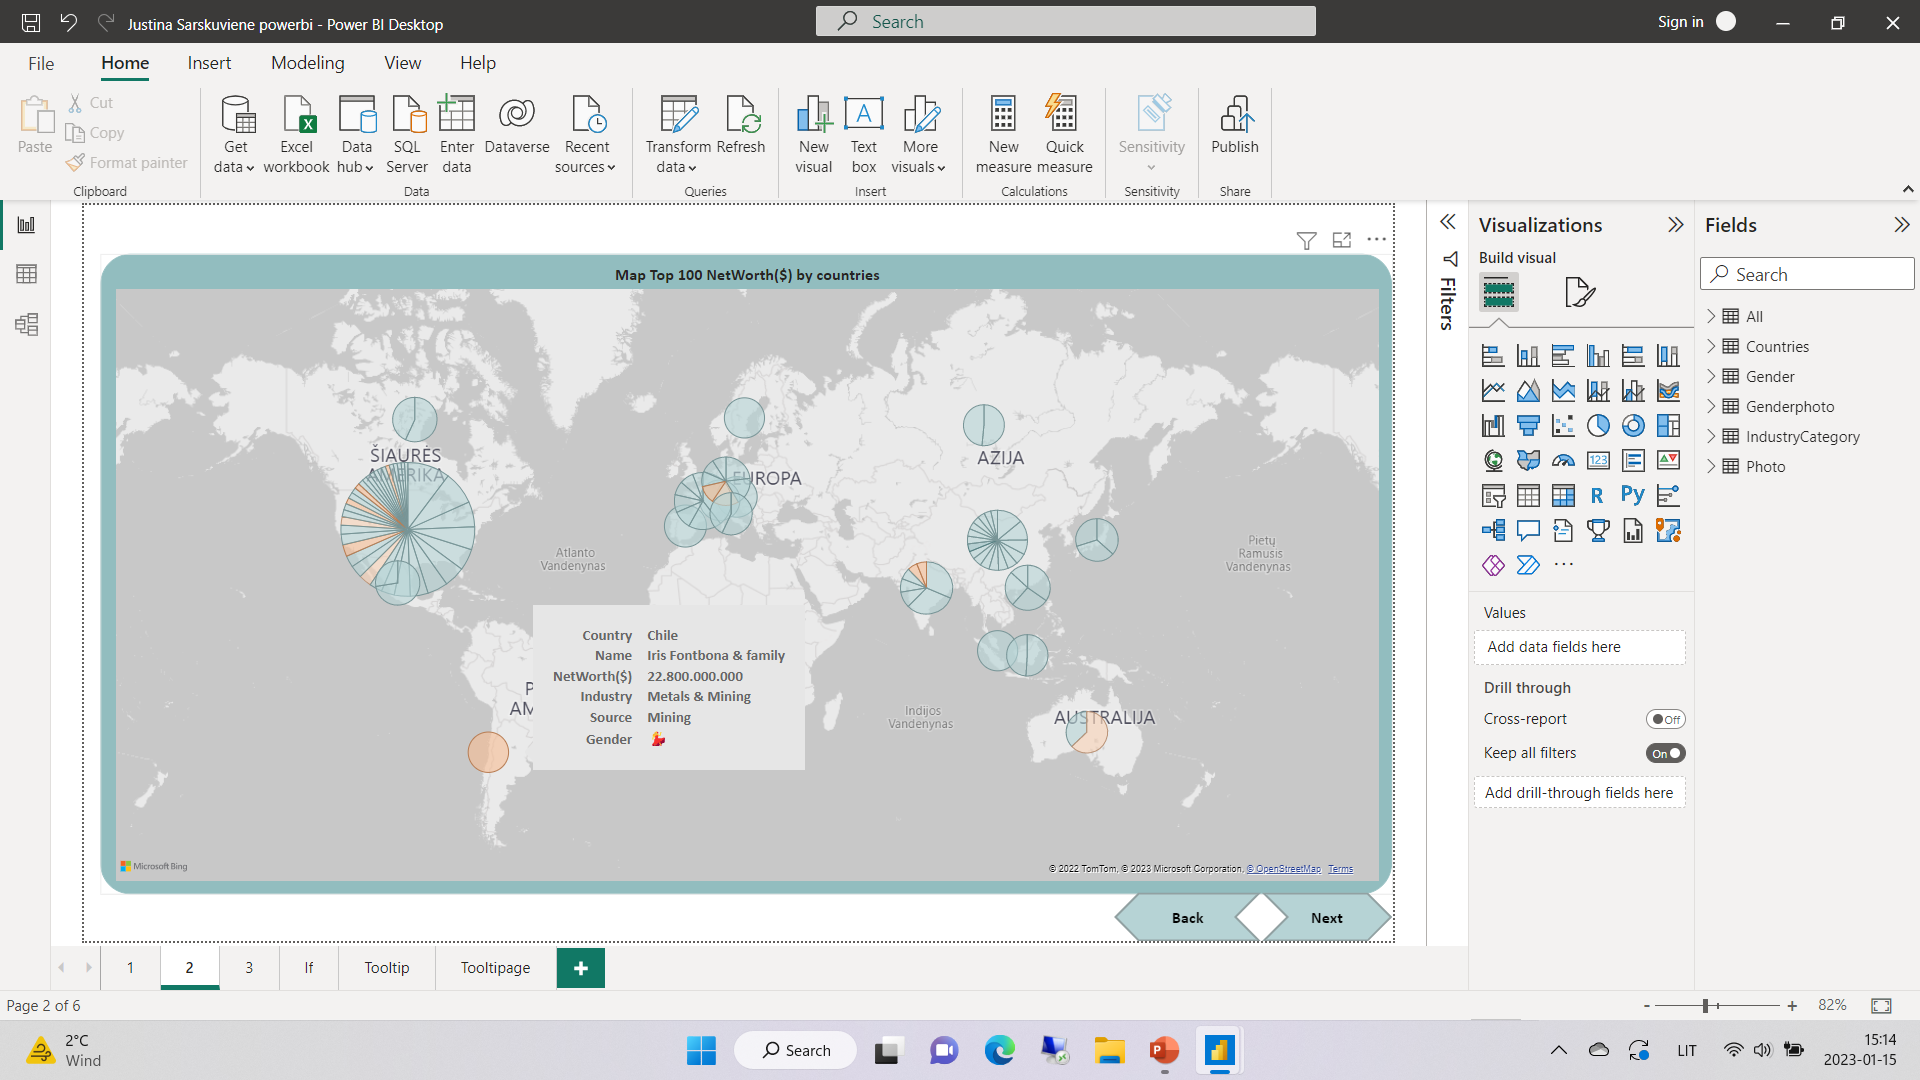 Justina Sarskuviene powerbi - Power BI Desktop
Search
Sign in
File
Home
Insert
Modeling
View
Help
Paste
Cut
Copy
Format painter
Clipboard
Get data
Excel workbook
Data hub
SQL Server
Enter data
Dataverse
Recent sources
Data
Transform data
Refresh
Queries
New visual
Text box
More visuals
Insert
New measure
Quick measure
Calculations
Sensitivity
Sensitivity
Publish
Share
Map Top 100 NetWorth($) by countries
ŠIAURĖS
AMERIKA
EUROPA
AZIJA
Atlanto
Vandenynas
Pietų
Ramusis
Vandenynas
P
AM
Indijos
Vandenynas
AUSTRALIJA
Country Chile
Name Iris Fontbona & family
NetWorth($) 22.800.000.000
Industry Metals & Mining
Source Mining
Gender
Microsoft Bing
© 2022 TomTom, © 2023 Microsoft Corporation, © OpenStreetMap Terms
Back
Next
Filters
Visualizations
Build visual
R
Py
123
Values
Add data fields here
Drill through
Cross-report
Off
Keep all filters
On
Add drill-through fields here
Fields
Search
All
Countries
Gender
Genderphoto
IndustryCategory
Photo
1
2
3
If
Tooltip
Tooltipage
Page 2 of 6
82%
2°C
Wind
Search
LIT
15:14
2023-01-15